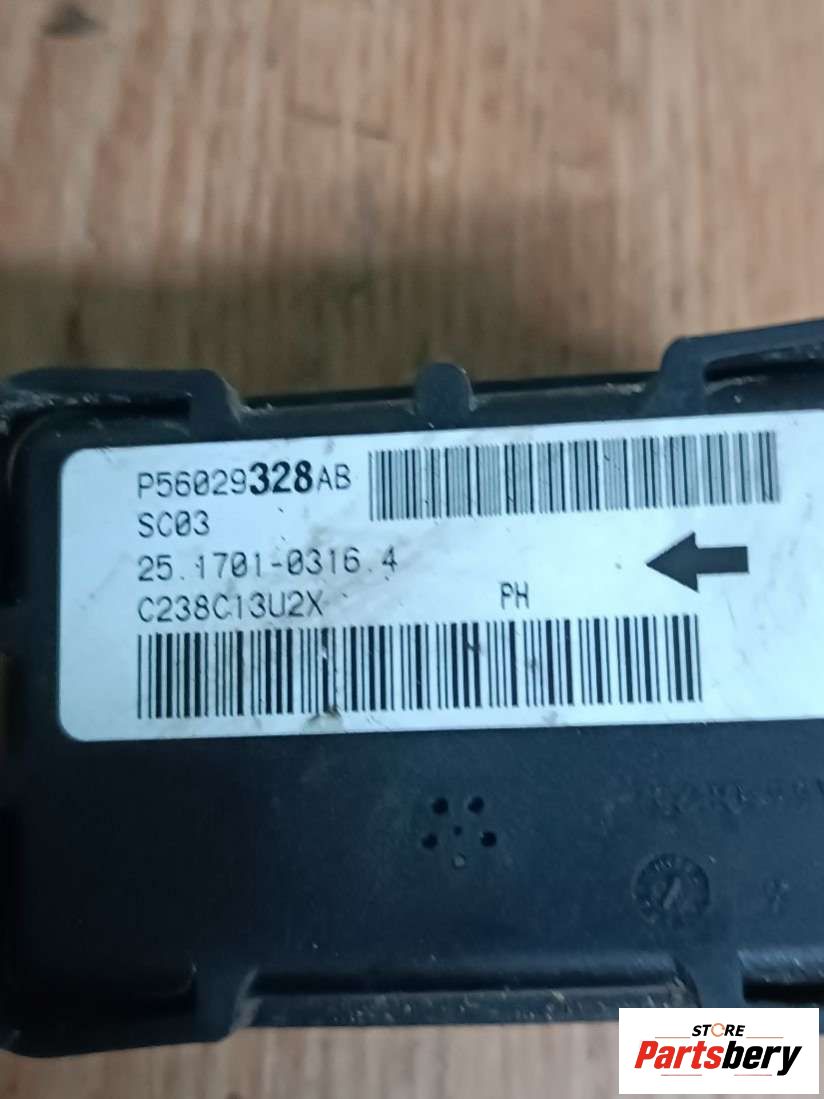 P56029328AB
SC03
25.1701-0316.4
C238C13U2X PH
STORE
Partsbery